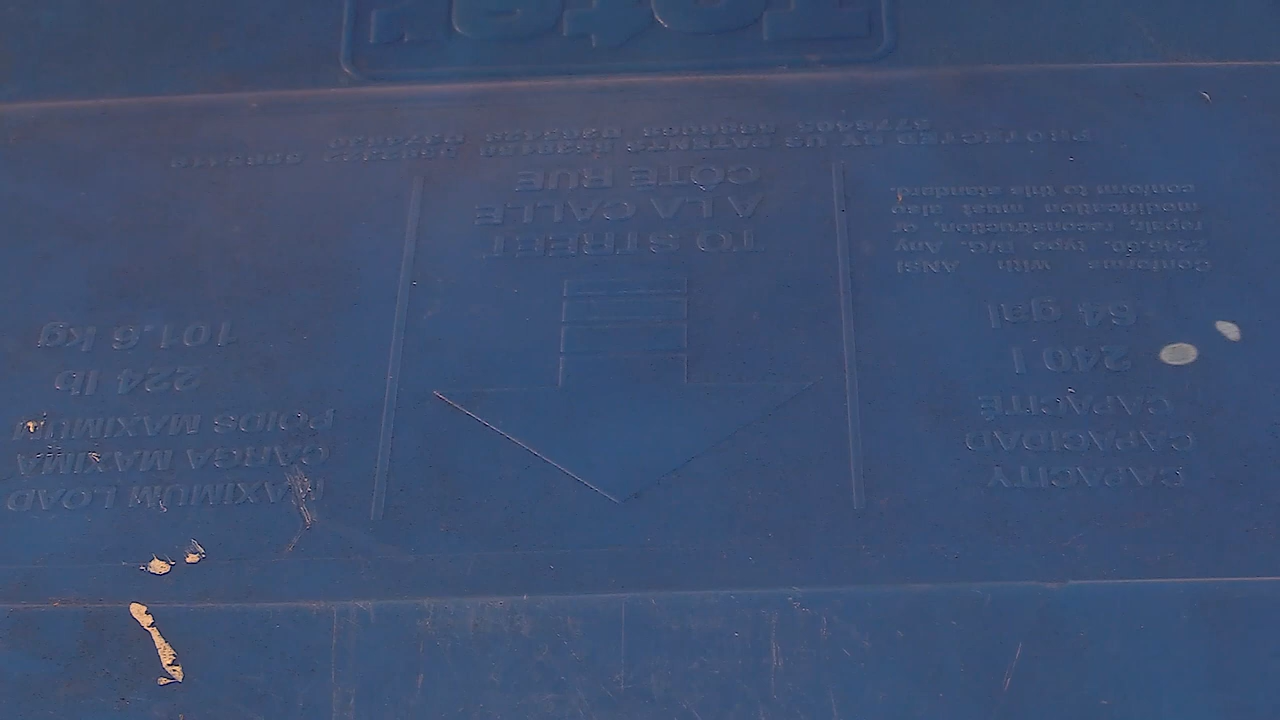 CAPACITY
CAPACIDAD
CAPACITÉ
240 l
64 gal
Conforms with ANSI
Z245.60, type B/G. Any
repair, reconstruction, or,
modification must also
conform to this standard.
TO STREET
A LA CALLE
COTE RUE
MAXIMUM LOAD
CARGA MAXIMA
POIDS MAXIMUM
224 lb
101.6 kg
PROTECTED BY US PATENTS
Toter